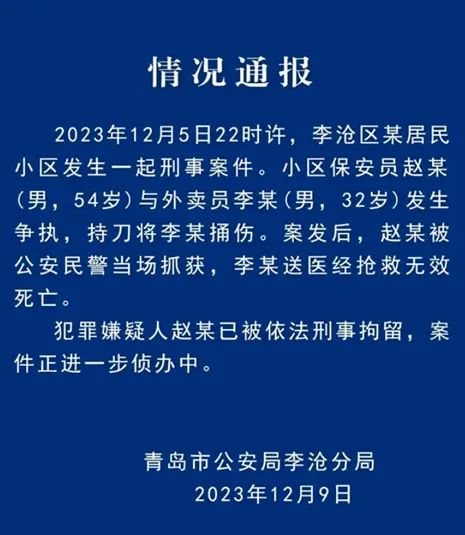 情况通报
2023年12月5日22时许，李沧区某居民
小区发生一起刑事案件。小区保安员赵某
(男，54岁)与外卖员李某(男，32岁)发生
争执，持刀将李某捅伤。案发后，赵某被
公安民警当场抓获，李某送医经抢救无效
死亡。
犯罪嫌疑人赵某已被依法刑事拘留，案
件正进一步侦办中。
青岛市公安局李沧分局
2023年12月9日